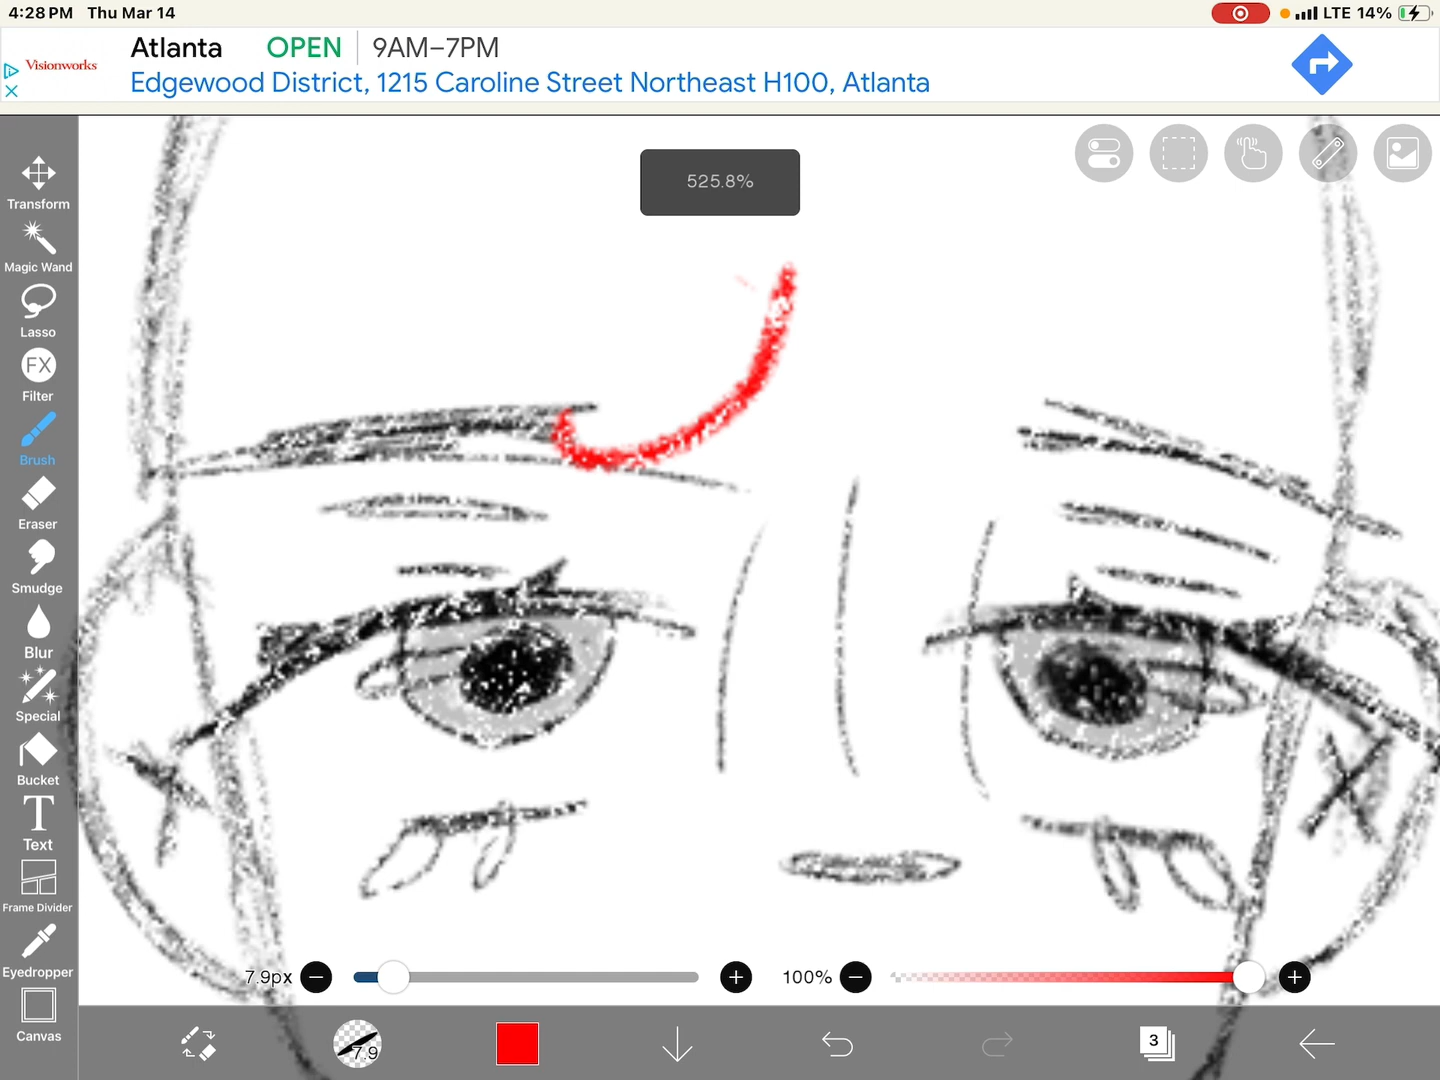 4:28 PM Thu Mar 14
LTE 14%
Visionworks
Atlanta OPEN 9AM–7PM
Edgewood District, 1215 Caroline Street Northeast H100, Atlanta
525.8%
Transform
Magic Wand
Lasso
FX
Filter
Brush
Eraser
Smudge
Blur
Special
Bucket
T
Text
Frame Divider
Eyedropper
Canvas
7.9px
100%
7.9
3